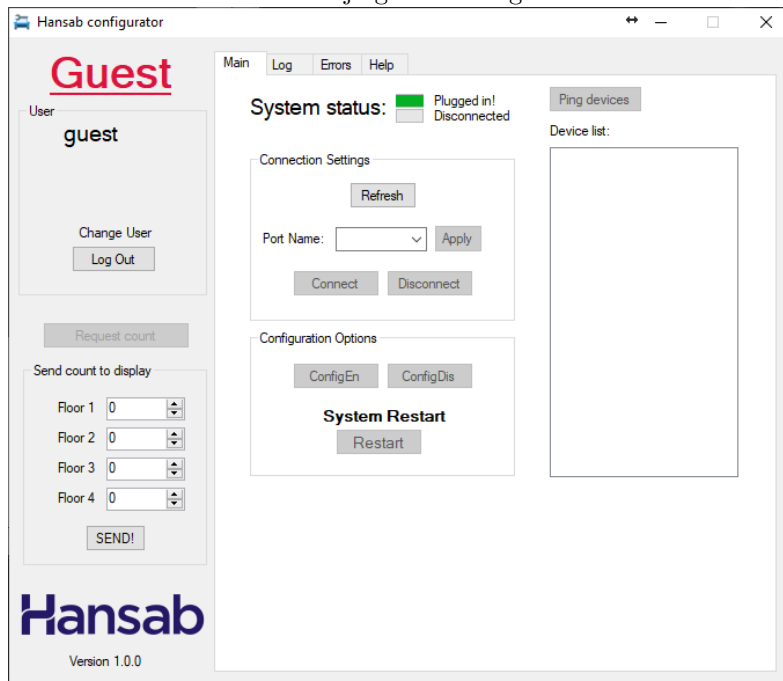 Hansab configurator
Guest
User
guest
Change User
Log Out
Request count
Send count to display
Floor 1 0
Floor 2 0
Floor 3 0
Floor 4 0
SEND!
Hansab
Version 1.0.0
Main Log Errors Help
System status: Plugged in!
Disconnected
Connection Settings
Refresh
Port Name: Apply
Connect Disconnect
Configuration Options
ConfigEn ConfigDis
System Restart
Restart
Ping devices
Device list: